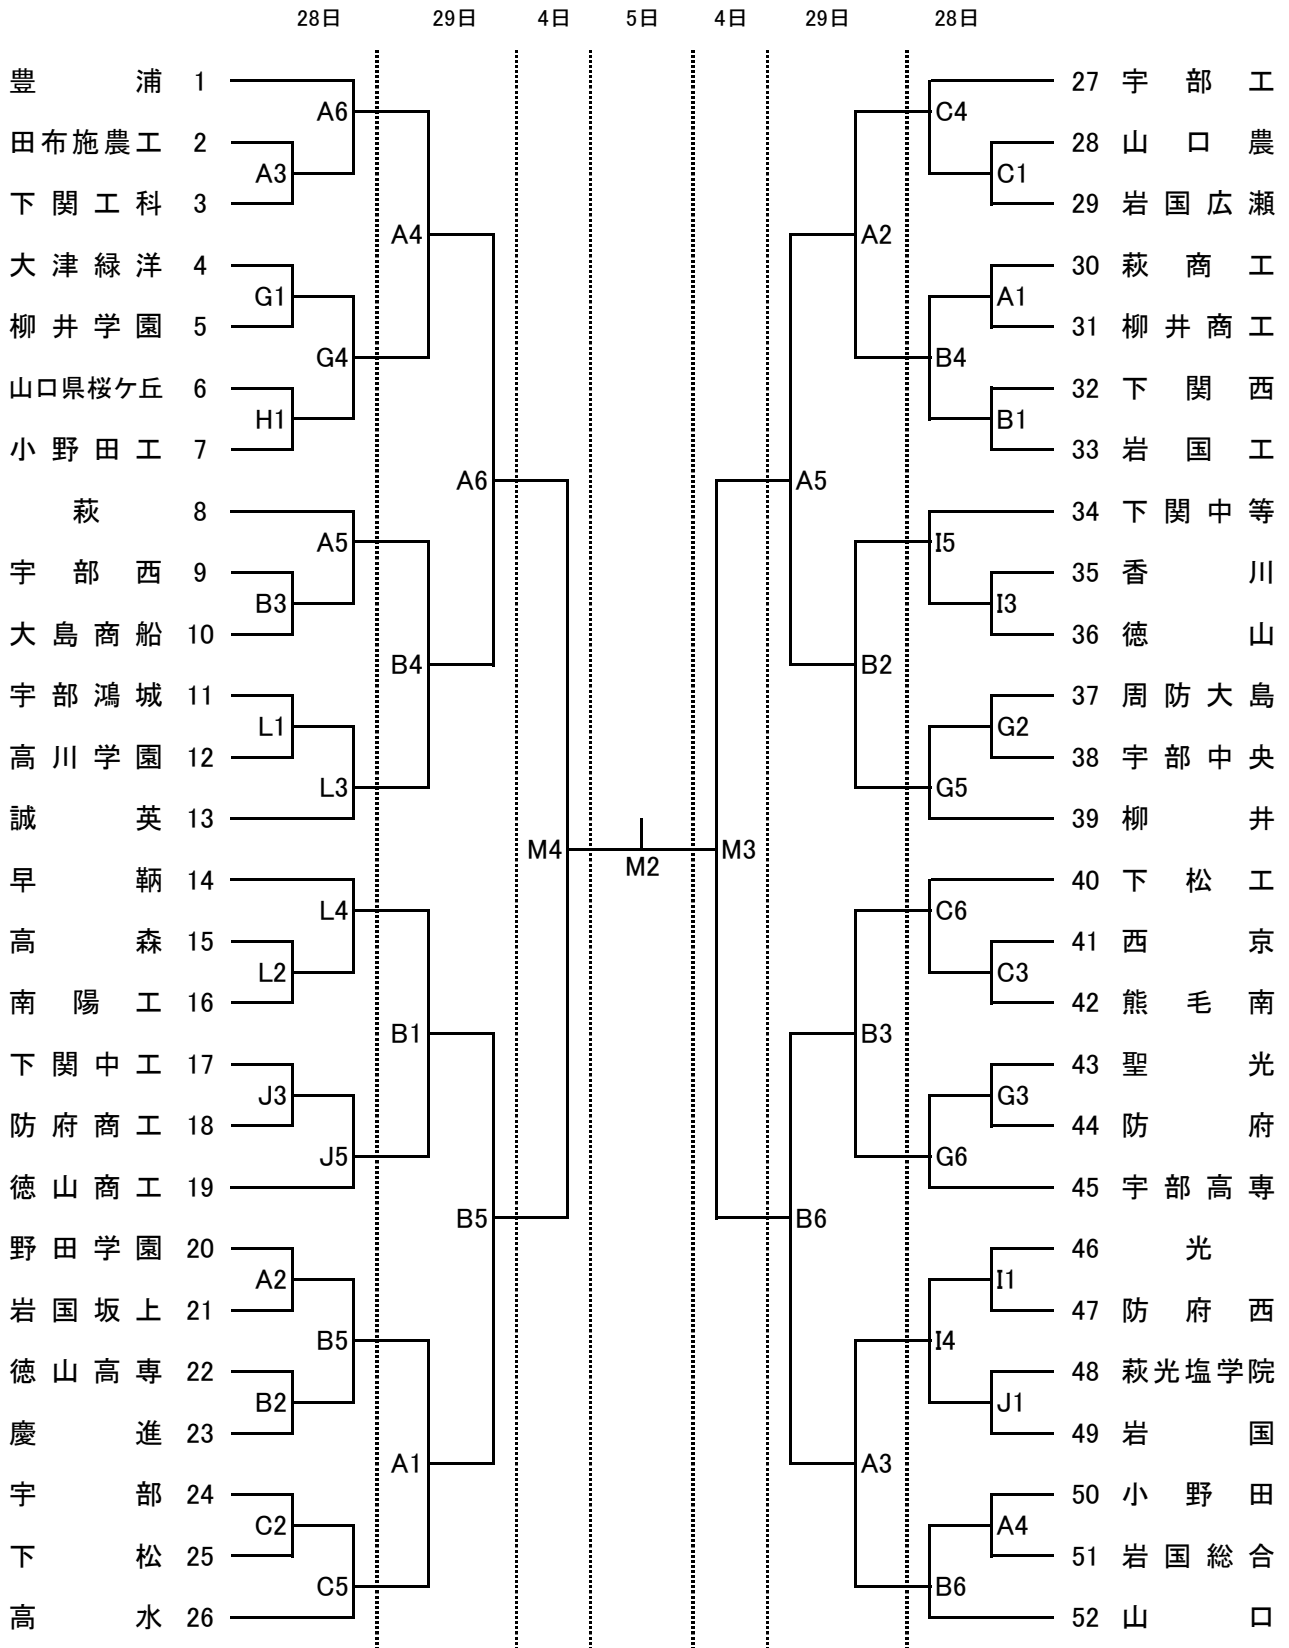 28日 29日 4日 5日 4日 29日 28日
豊浦 1 27 宇部工
A6 C4
田布施農工 2 28 山口農
A3 C1
下関工科 3 29 岩国広瀬
A4 A2
大津緑洋 4 30 萩商工
G1 A1
柳井学園 5 31 柳井商工
G4 B4
山口県桜ケ丘 6 32 下関西
H1 B1
小野田工 7 33 岩国工
A6 A5
萩 8 34 下関中等
A5 I5
宇部西 9 35 香川
B3 I3
大島商船 10 36 徳山
B4 B2
宇部鴻城 11 37 周防大島
L1 G2
高川学園 12 38 宇部中央
L3 G5
誠英 13 39 柳井
M4 M2 M3
早鞆 14 40 下松工
L4 C6
高森 15 41 西京
L2 C3
南陽工 16 42 熊毛南
B1 B3
下関中工 17 43 聖光
J3 G3
防府商工 18 44 防府
J5 G6
徳山商工 19 45 宇部高専
B5 B6
野田学園 20 46 光
A2 I1
岩国坂上 21 47 防府西
B5 I4
徳山高専 22 48 萩光塩学院
B2 J1
慶進 23 49 岩国
A1 A3
宇部 24 50 小野田
C2 A4
下松 25 51 岩国総合
C5 B6
高水 26 52 山口